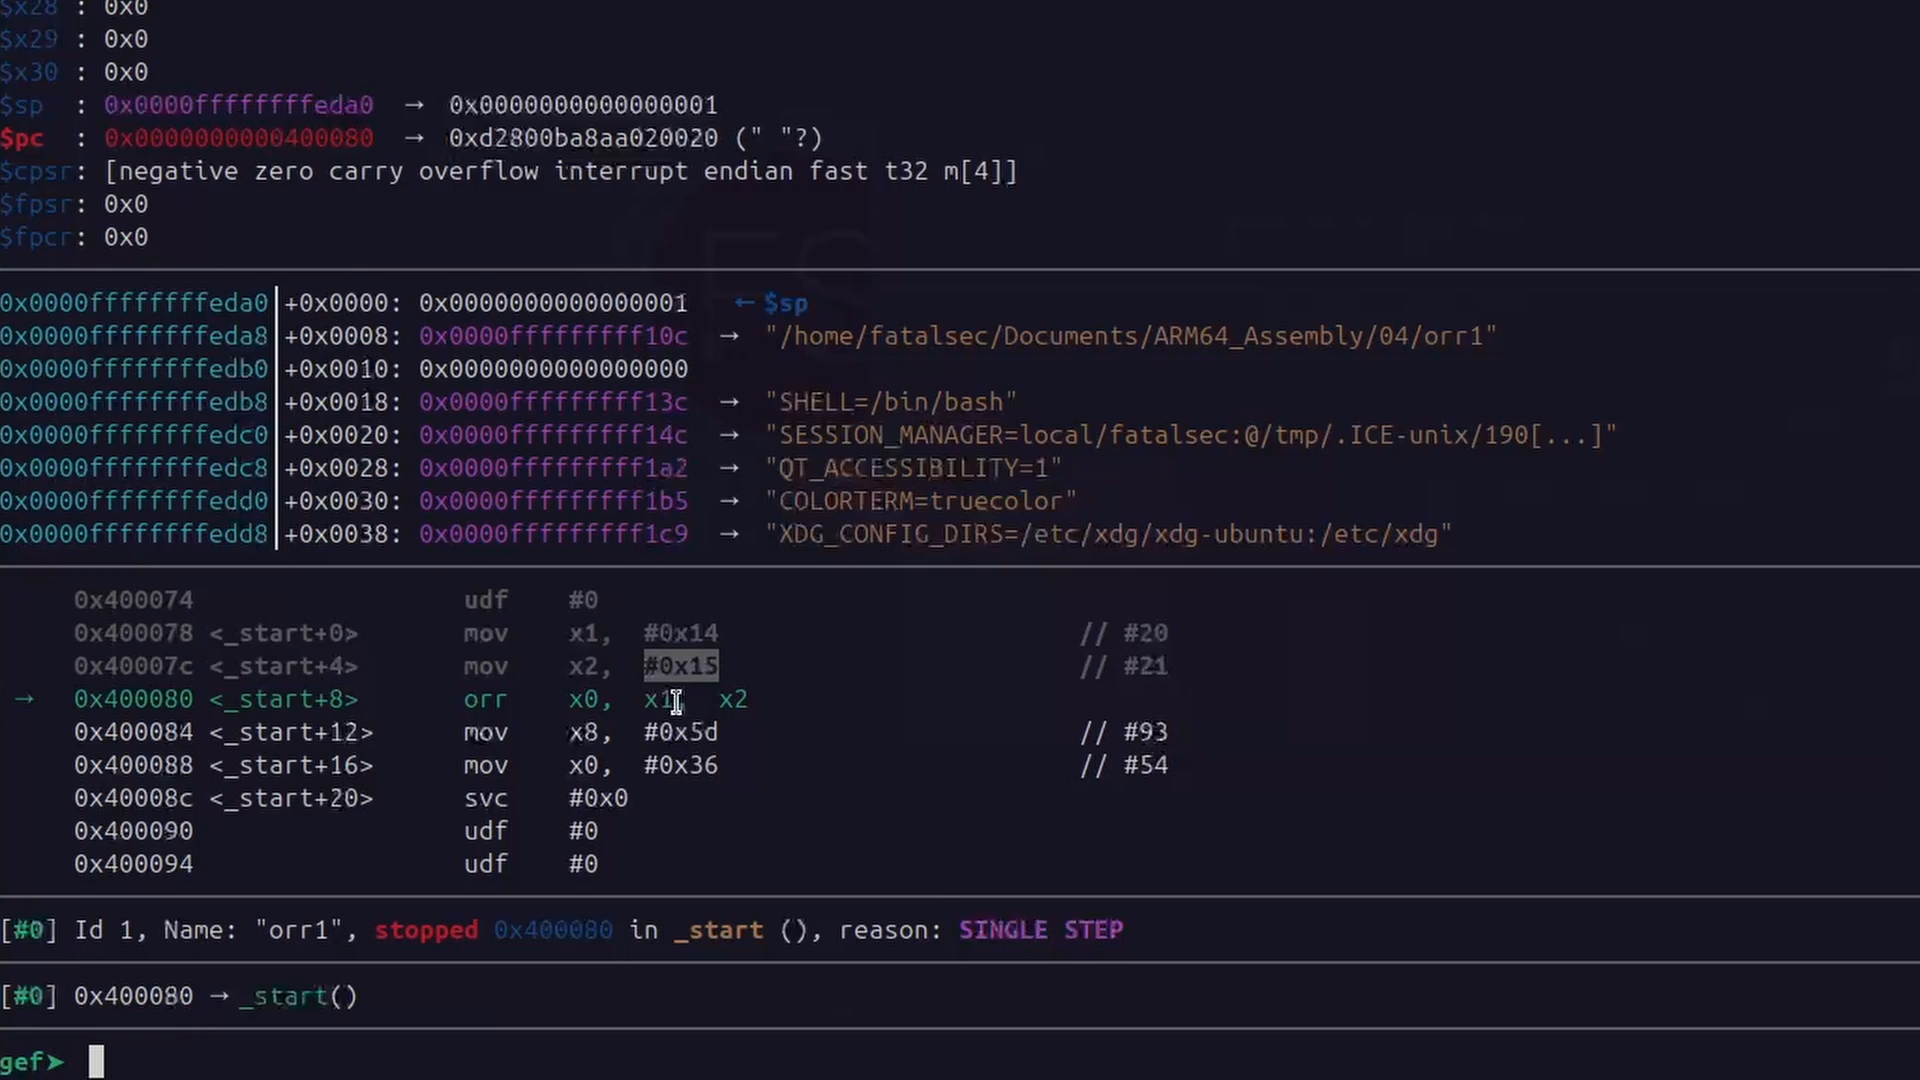 $x28 : 0x0
$x29 : 0x0
$x30 : 0x0
$sp : 0x0000ffffffffeda0 → 0x0000000000000001
$pc : 0x0000000000400080 → 0xd2800ba8aa020020 (" "?)
$cpsr: [negative zero carry overflow interrupt endian fast t32 m[4]]
$fpsr: 0x0
$fpcr: 0x0
0x0000ffffffffeda0│+0x0000: 0x0000000000000001 ← $sp
0x0000ffffffffeda8│+0x0008: 0x0000fffffffff10c → "/home/fatalsec/Documents/ARM64_Assembly/04/orr1"
0x0000ffffffffedb0│+0x0010: 0x0000000000000000
0x0000ffffffffedb8│+0x0018: 0x0000fffffffff13c → "SHELL=/bin/bash"
0x0000ffffffffedc0│+0x0020: 0x0000fffffffff14c → "SESSION_MANAGER=local/fatalsec:@/tmp/.ICE-unix/190[...]"
0x0000ffffffffedc8│+0x0028: 0x0000fffffffff1a2 → "QT_ACCESSIBILITY=1"
0x0000ffffffffedd0│+0x0030: 0x0000fffffffff1b5 → "COLORTERM=truecolor"
0x0000ffffffffedd8│+0x0038: 0x0000fffffffff1c9 → "XDG_CONFIG_DIRS=/etc/xdg/xdg-ubuntu:/etc/xdg"
0x400074 udf #0
0x400078 <_start+0> mov x1, #0x14 // #20
0x40007c <_start+4> mov x2, #0x15 // #21
→ 0x400080 <_start+8> orr x0, x1, x2
0x400084 <_start+12> mov x8, #0x5d // #93
0x400088 <_start+16> mov x0, #0x36 // #54
0x40008c <_start+20> svc #0x0
0x400090 udf #0
0x400094 udf #0
[#0] Id 1, Name: "orr1", stopped 0x400080 in _start (), reason: SINGLE STEP
[#0] 0x400080 → _start()
gef➤